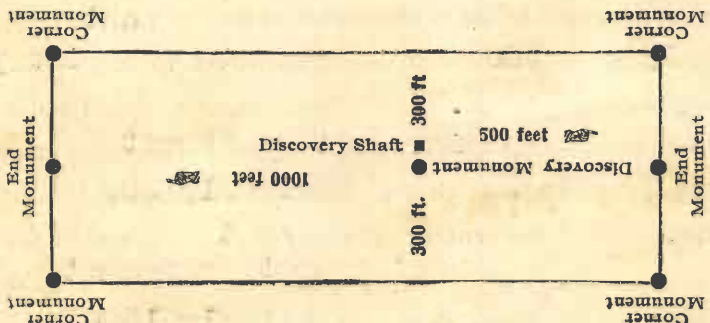 Corner
Monument
Corner
Monument
End
Monument
300 ft
Discovery Shaft
500 feet
Discovery Monument
1000 feet
300 ft.
End
Monument
Corner
Monument
Corner
Monument